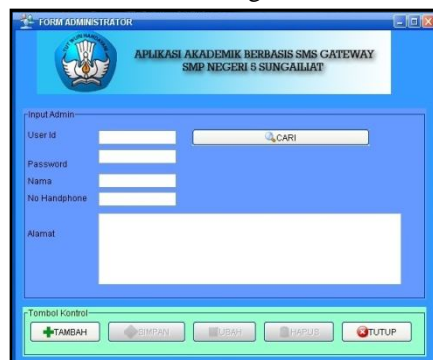 FORM ADMINISTRATOR
APLIKASI AKADEMIK BERBASIS SMS GATEWAY
SMP NEGERI 5 SUNGAILIAT
Input Admin
User Id
CARI
Password
Nama
No Handphone
Alamat
Tombol Kontrol
TAMBAH SIMPAN UBAH HAPUS TUTUP